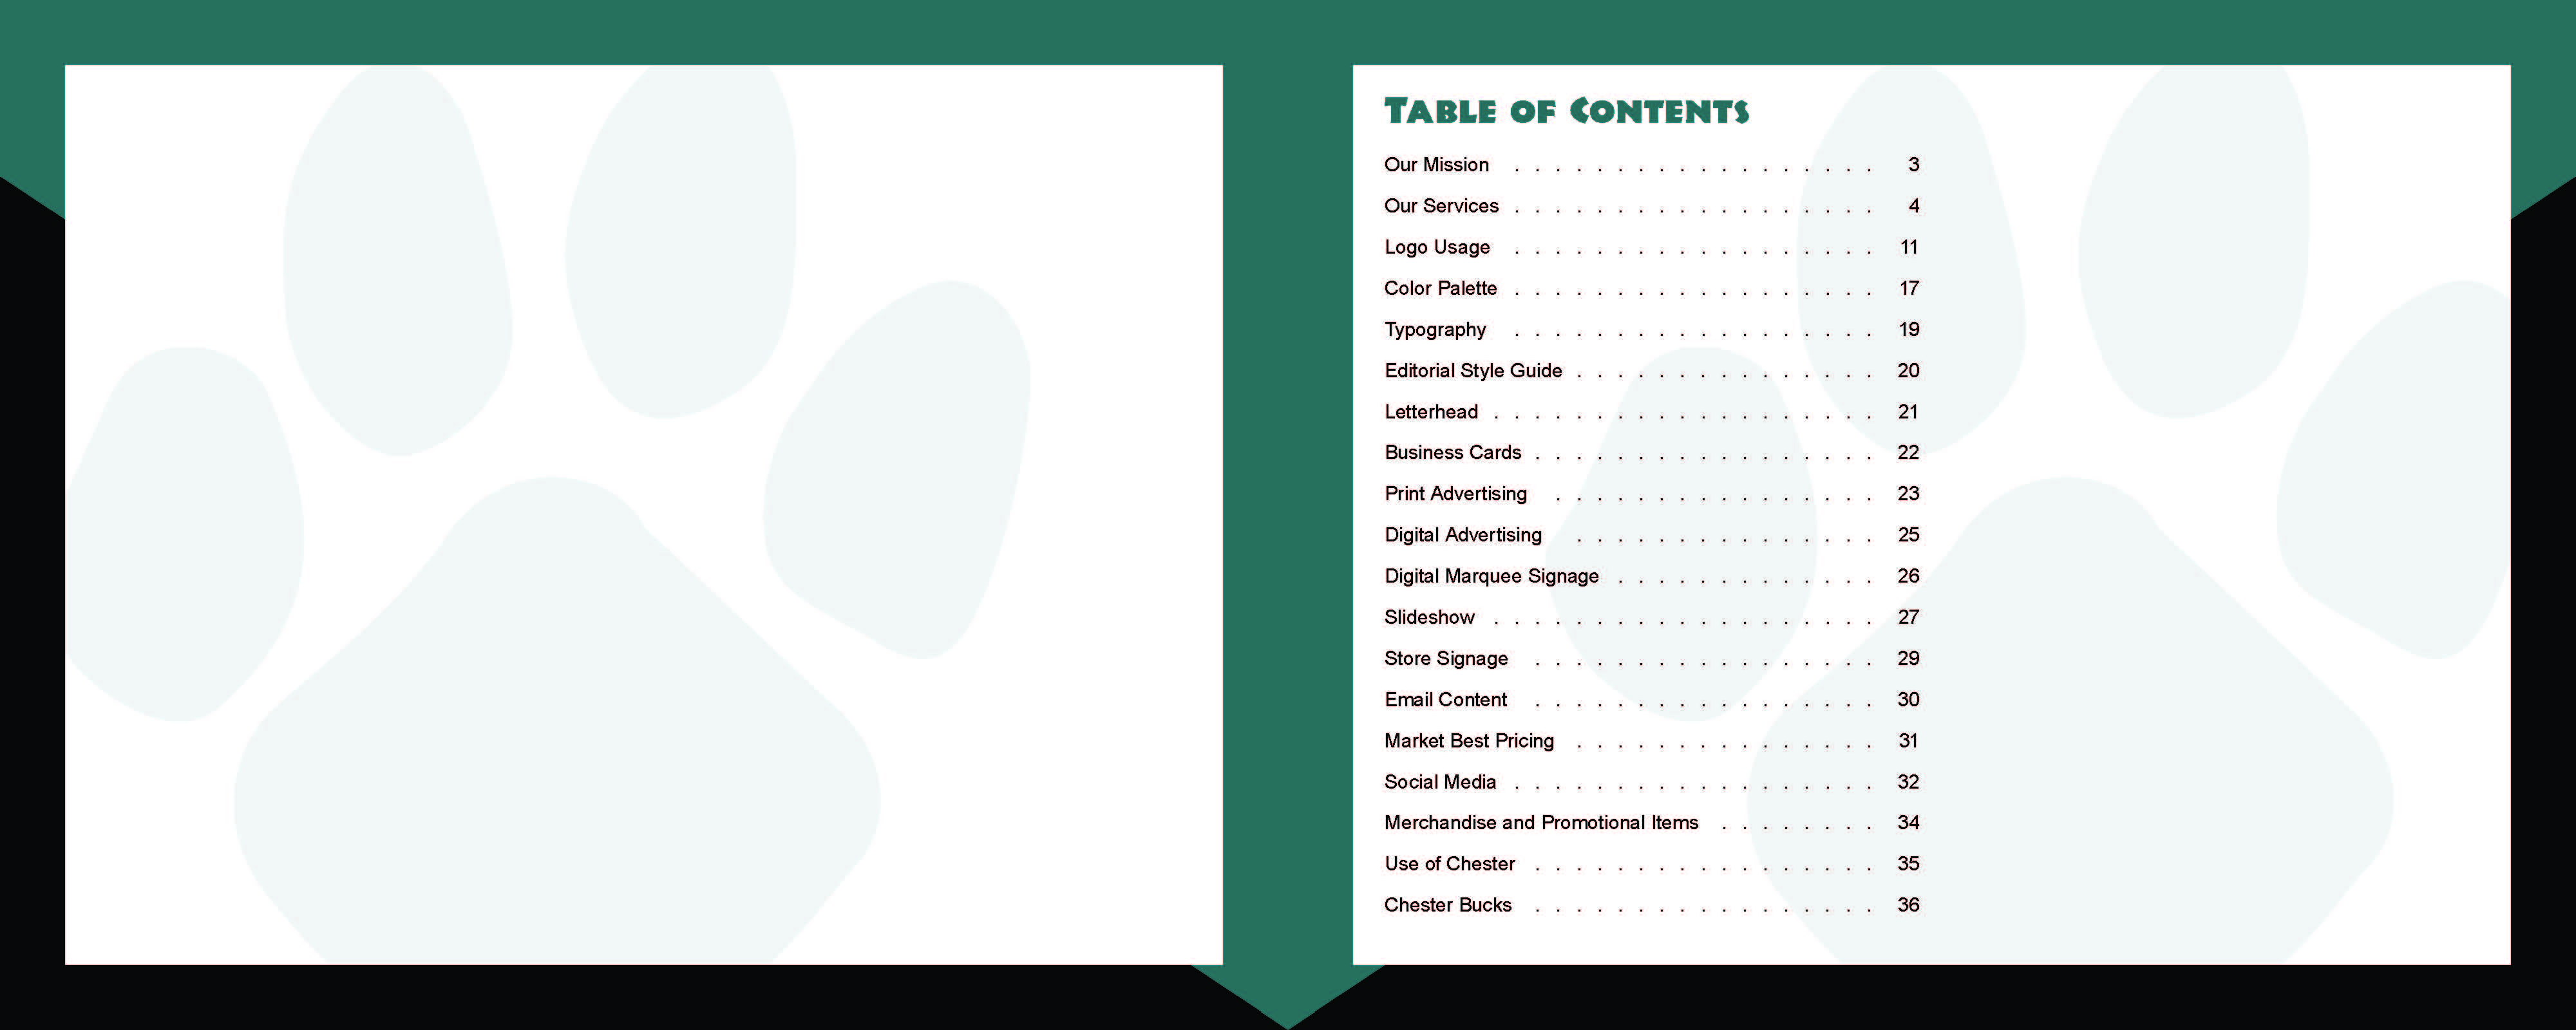 Table of Contents
Our Mission . . . . . . . . . . . . . . . . . . 3
Our Services . . . . . . . . . . . . . . . . . . 4
Logo Usage . . . . . . . . . . . . . . . . . . 11
Color Palette . . . . . . . . . . . . . . . . . . 17
Typography . . . . . . . . . . . . . . . . . . 19
Editorial Style Guide . . . . . . . . . . . . . . . 20
Letterhead . . . . . . . . . . . . . . . . . . . 21
Business Cards . . . . . . . . . . . . . . . . . 22
Print Advertising . . . . . . . . . . . . . . . . 23
Digital Advertising . . . . . . . . . . . . . . . 25
Digital Marquee Signage . . . . . . . . . . . . . 26
Slideshow . . . . . . . . . . . . . . . . . . . 27
Store Signage . . . . . . . . . . . . . . . . . 29
Email Content . . . . . . . . . . . . . . . . . 30
Market Best Pricing . . . . . . . . . . . . . . . 31
Social Media . . . . . . . . . . . . . . . . . . 32
Merchandise and Promotional Items . . . . . . . . 34
Use of Chester . . . . . . . . . . . . . . . . . 35
Chester Bucks . . . . . . . . . . . . . . . . . 36